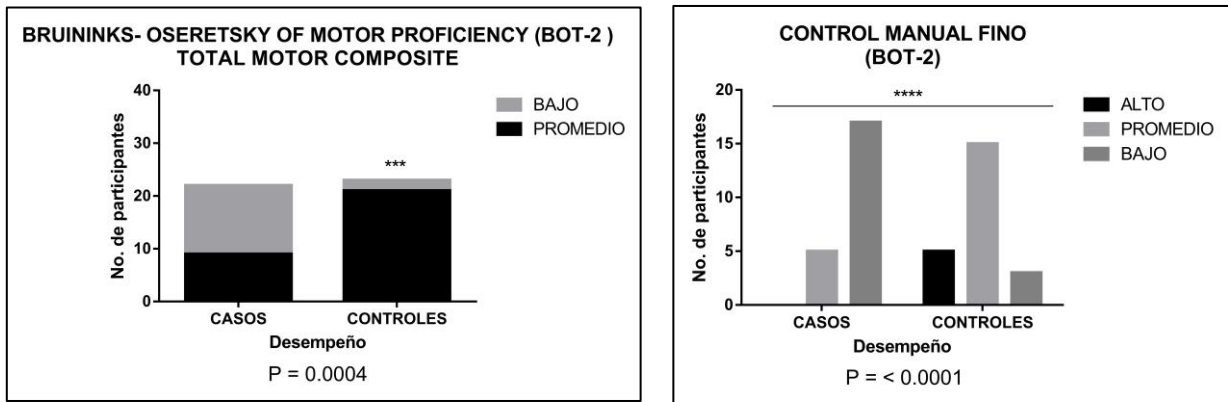 BRUININKS- OSERETSKY OF MOTOR PROFICIENCY (BOT-2 )
TOTAL MOTOR COMPOSITE
No. de participantes
40
30
20
10
0
***
CASOS
CONTROLES
Desempeño
BAJO
PROMEDIO
P = 0.0004
CONTROL MANUAL FINO
(BOT-2)
No. de participantes
20
15
10
5
0
****
CASOS
CONTROLES
Desempeño
ALTO
PROMEDIO
BAJO
P = < 0.0001